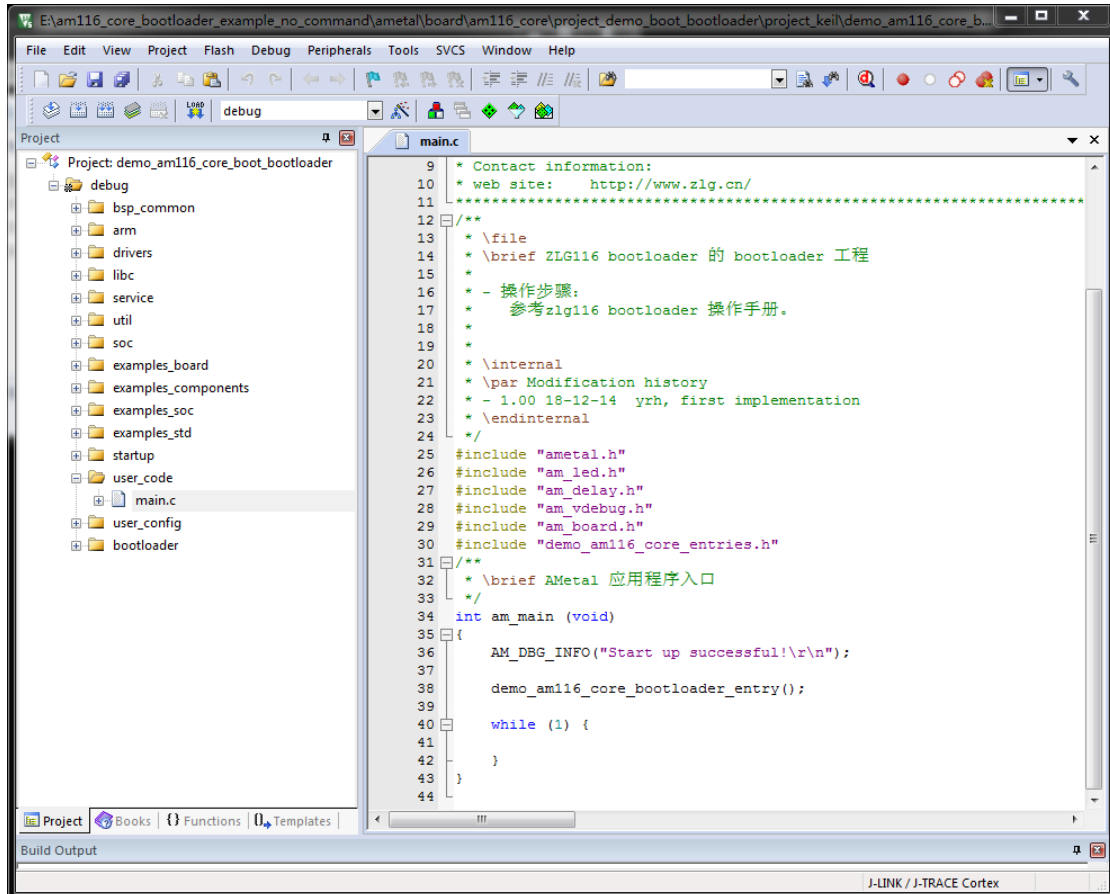 E:\am116_core_bootloader_example_no_command\ametal\board\am116_core\project_demo_boot_bootloader\project_keil\demo_am116_core_b...
File Edit View Project Flash Debug Peripherals Tools SVCS Window Help
LOAD debug
Project
main.c
Project: demo_am116_core_boot_bootloader
debug
bsp_common
arm
drivers
libc
service
util
soc
examples_board
examples_components
examples_soc
examples_std
startup
user_code
main.c
user_config
bootloader
9 * Contact information:
10 * web site:    http://www.zlg.cn/
11 *******************************************************************************
12 /**
13  * \file
14  * \brief ZLG116 bootloader 的 bootloader 工程
15  *
16  * - 操作步骤:
17  *    参考zlg116 bootloader 操作手册。
18  *
19  *
20  * \internal
21  * \par Modification history
22  * - 1.00 18-12-14  yrh, first implementation
23  * \endinternal
24  */
25 #include "ametal.h"
26 #include "am_led.h"
27 #include "am_delay.h"
28 #include "am_vdebug.h"
29 #include "am_board.h"
30 #include "demo_am116_core_entries.h"
31 /**
32  * \brief AMetal 应用程序入口
33  */
34 int am_main (void)
35 {
36     AM_DBG_INFO("Start up successful!\r\n");
37
38     demo_am116_core_bootloader_entry();
39
40     while (1) {
41
42     }
43 }
44
Project Books {} Functions 0 Templates
Build Output
J-LINK / J-TRACE Cortex